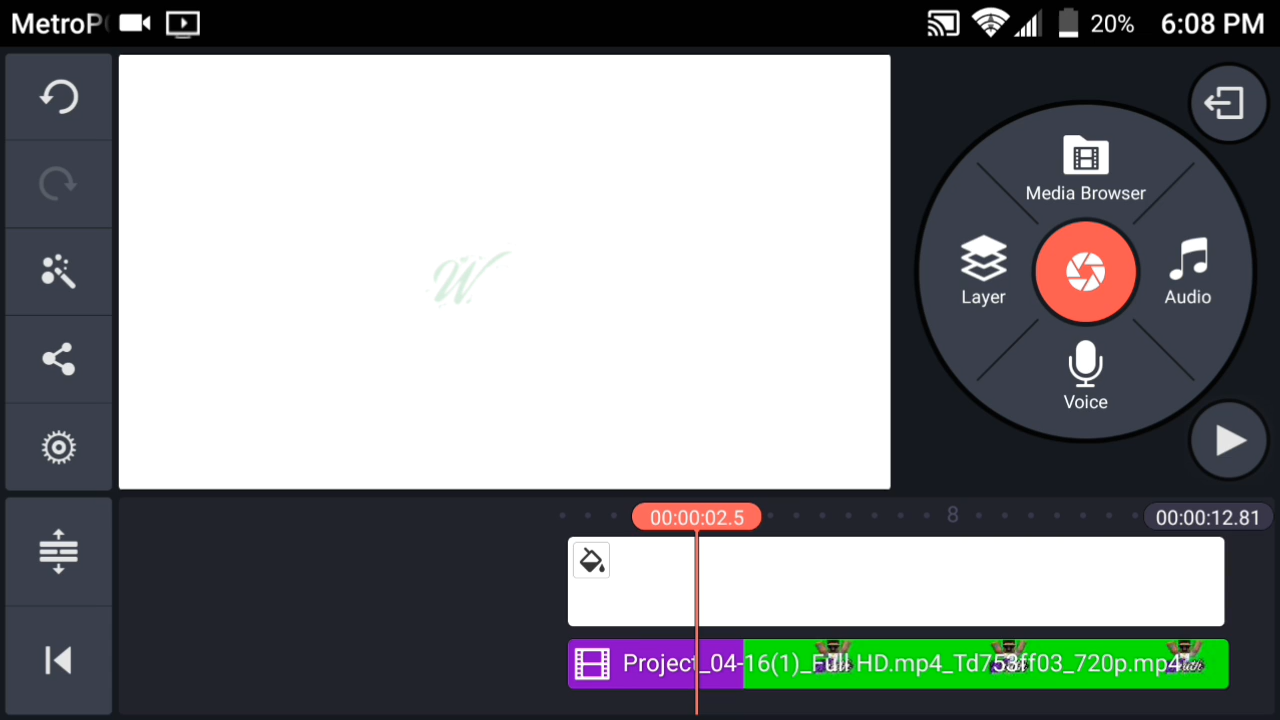 MetroP
20% 6:08 PM
Media Browser
Layer
Audio
Voice
W
00:00:02.5
8
00:00:12.81
Project_04-16(1)_Full HD.mp4_Td753ff03_720p.mp4